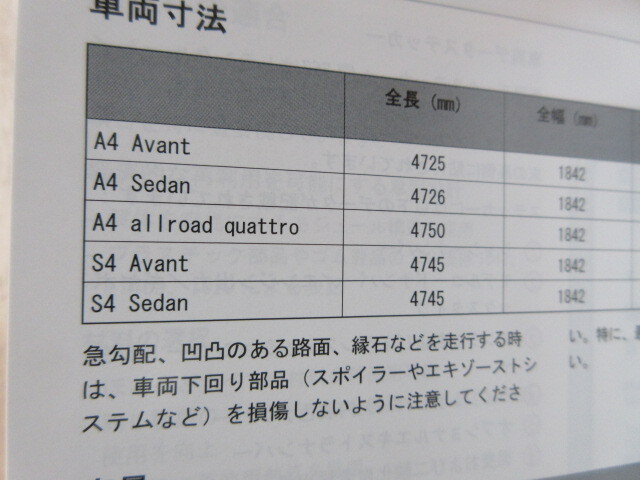 車両寸法
全長 (mm) 全幅 (mm)
A4 Avant 4725 1842
A4 Sedan 4726 1842
A4 allroad quattro 4750 1842
S4 Avant 4745 1842
S4 Sedan 4745 1842
急勾配、凹凸のある路面、縁石などを走行する時
は、車両下回り部品（スポイラーやエキゾーストシ
ステムなど）を損傷しないように注意してくださ
い。特に、
い。